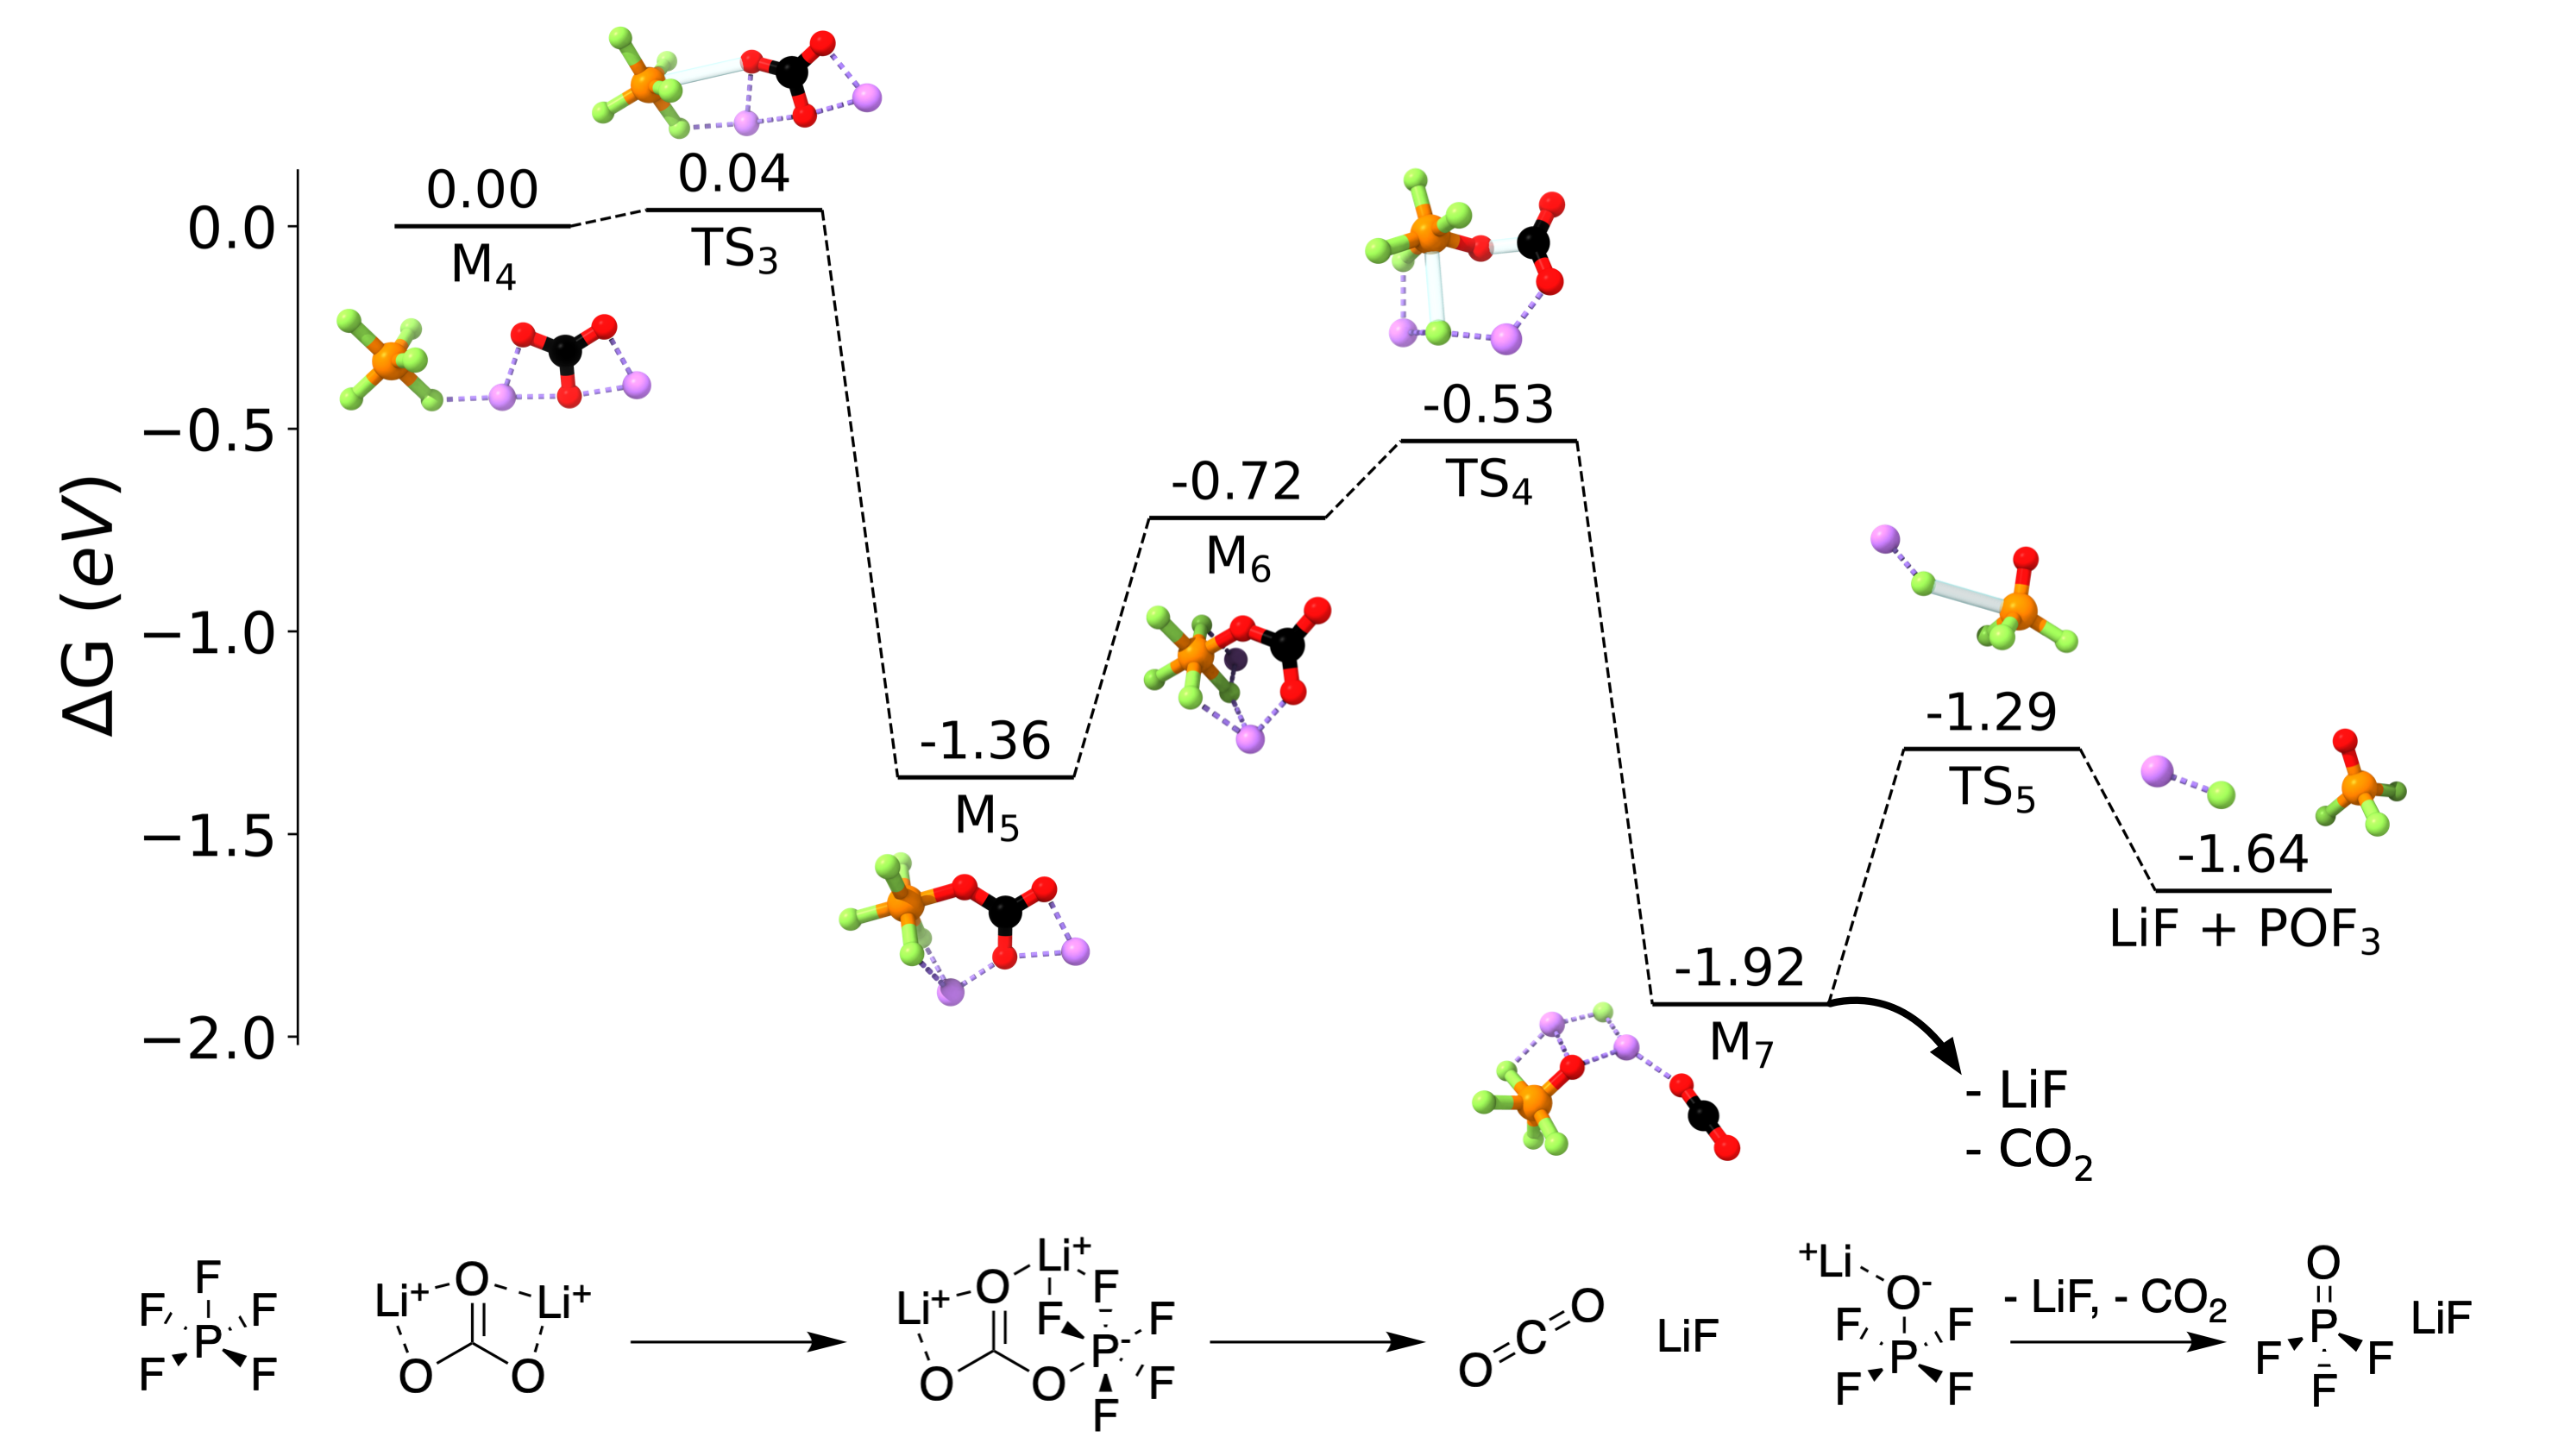 ΔG (eV)
0.0
−0.5
−1.0
−1.5
−2.0
0.00
M4
0.04
TS3
-1.36
M5
-0.72
M6
-0.53
TS4
-1.92
M7
- LiF
- CO2
-1.29
TS5
-1.64
LiF + POF3
F
F F
P
F F
Li+ O Li+
O O
Li+
Li+ O F
F F
P-
O O F
F
O C O
LiF
+Li O-
F F
P
F F
- LiF, - CO2
O
P
F F
F
LiF